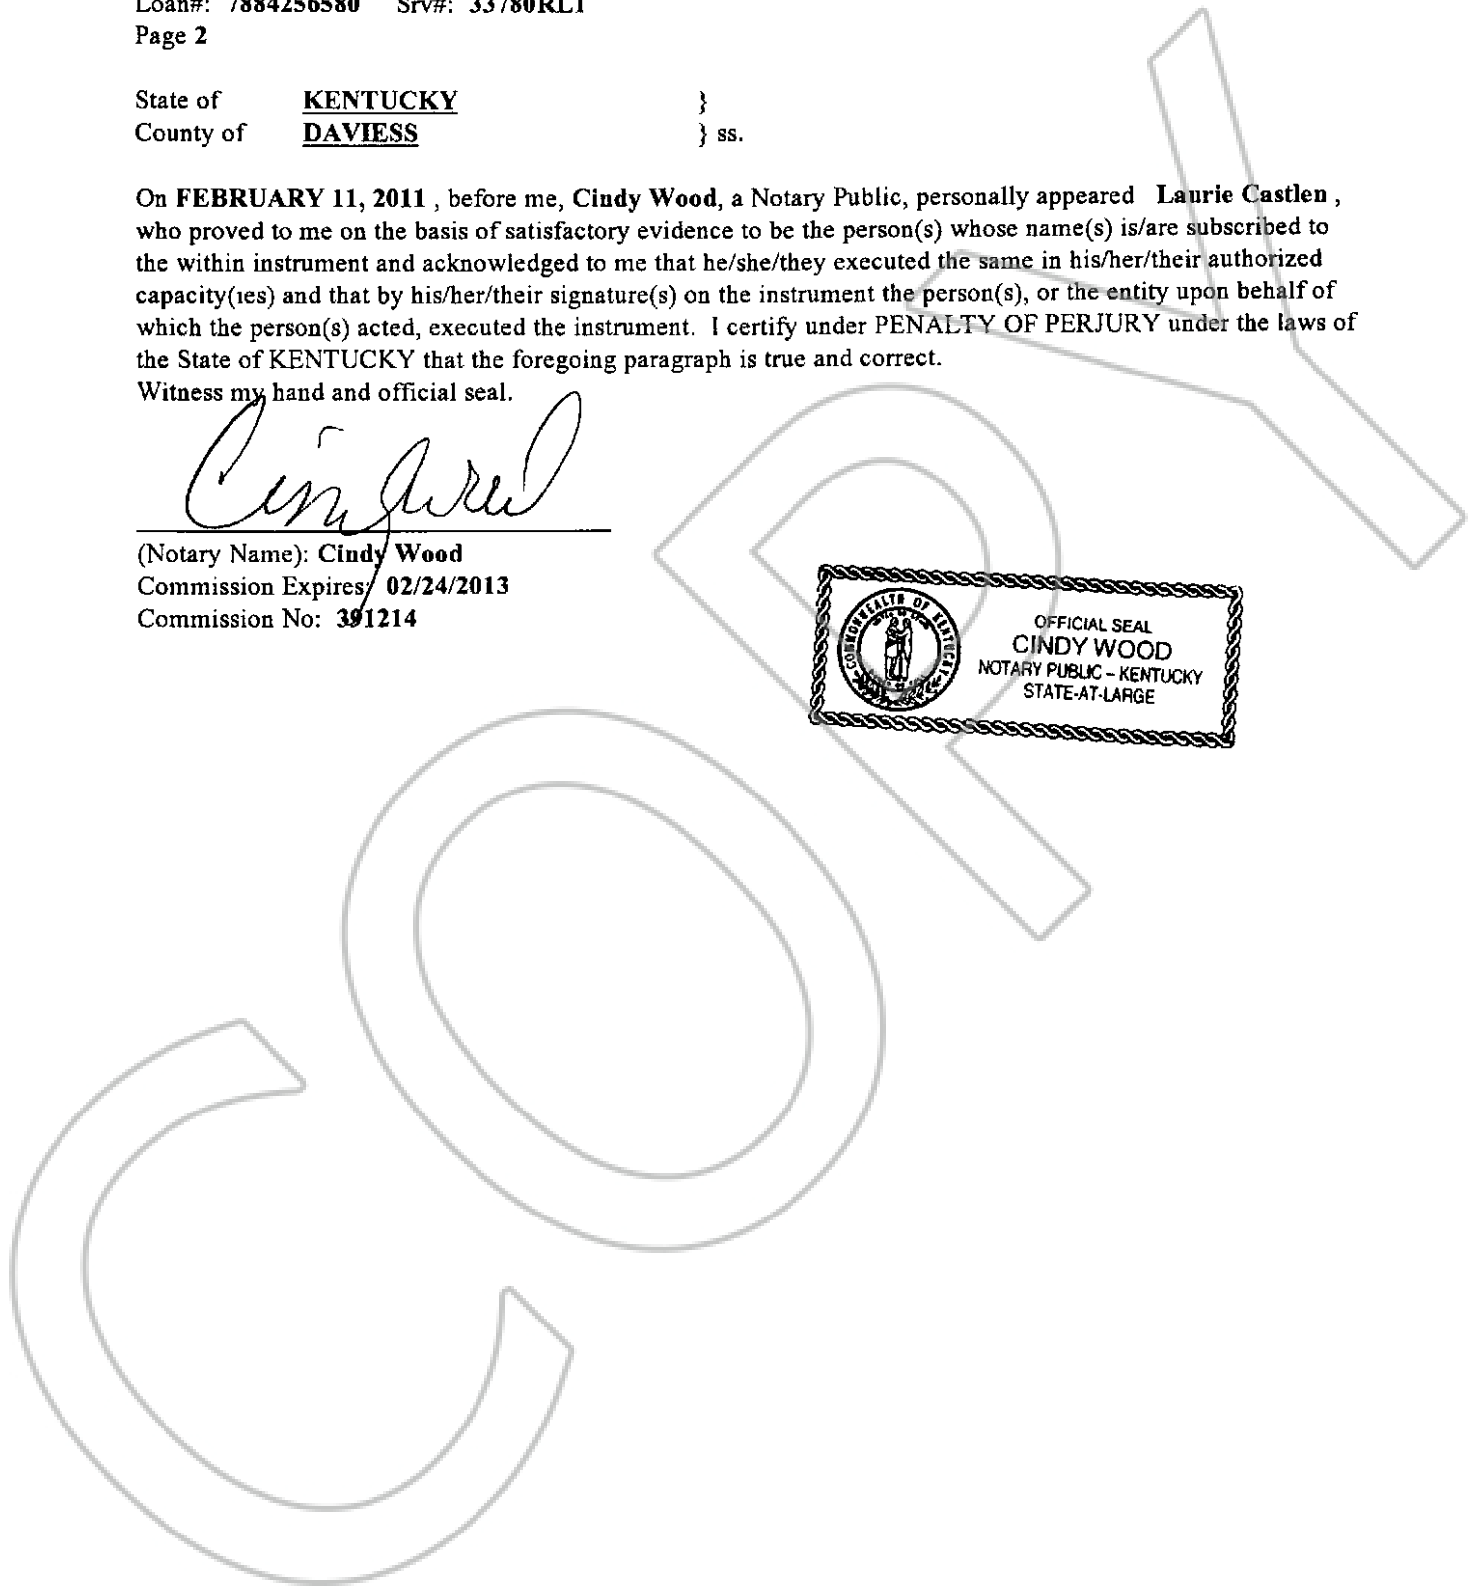 Loan#: 7884256580 Srv#: 33780RL1
Page 2
State of KENTUCKY }
County of DAVIESS } ss.
On FEBRUARY 11, 2011 , before me, Cindy Wood, a Notary Public, personally appeared Laurie Castlen ,
who proved to me on the basis of satisfactory evidence to be the person(s) whose name(s) is/are subscribed to
the within instrument and acknowledged to me that he/she/they executed the same in his/her/their authorized
capacity(ies) and that by his/her/their signature(s) on the instrument the person(s), or the entity upon behalf of
which the person(s) acted, executed the instrument. I certify under PENALTY OF PERJURY under the laws of
the State of KENTUCKY that the foregoing paragraph is true and correct.
Witness my hand and official seal.
(Notary Name): Cindy Wood
Commission Expires: 02/24/2013
Commission No: 391214
COMMONWEALTH OF KENTUCKY
OFFICIAL SEAL
CINDY WOOD
NOTARY PUBLIC – KENTUCKY
STATE-AT-LARGE
COPY